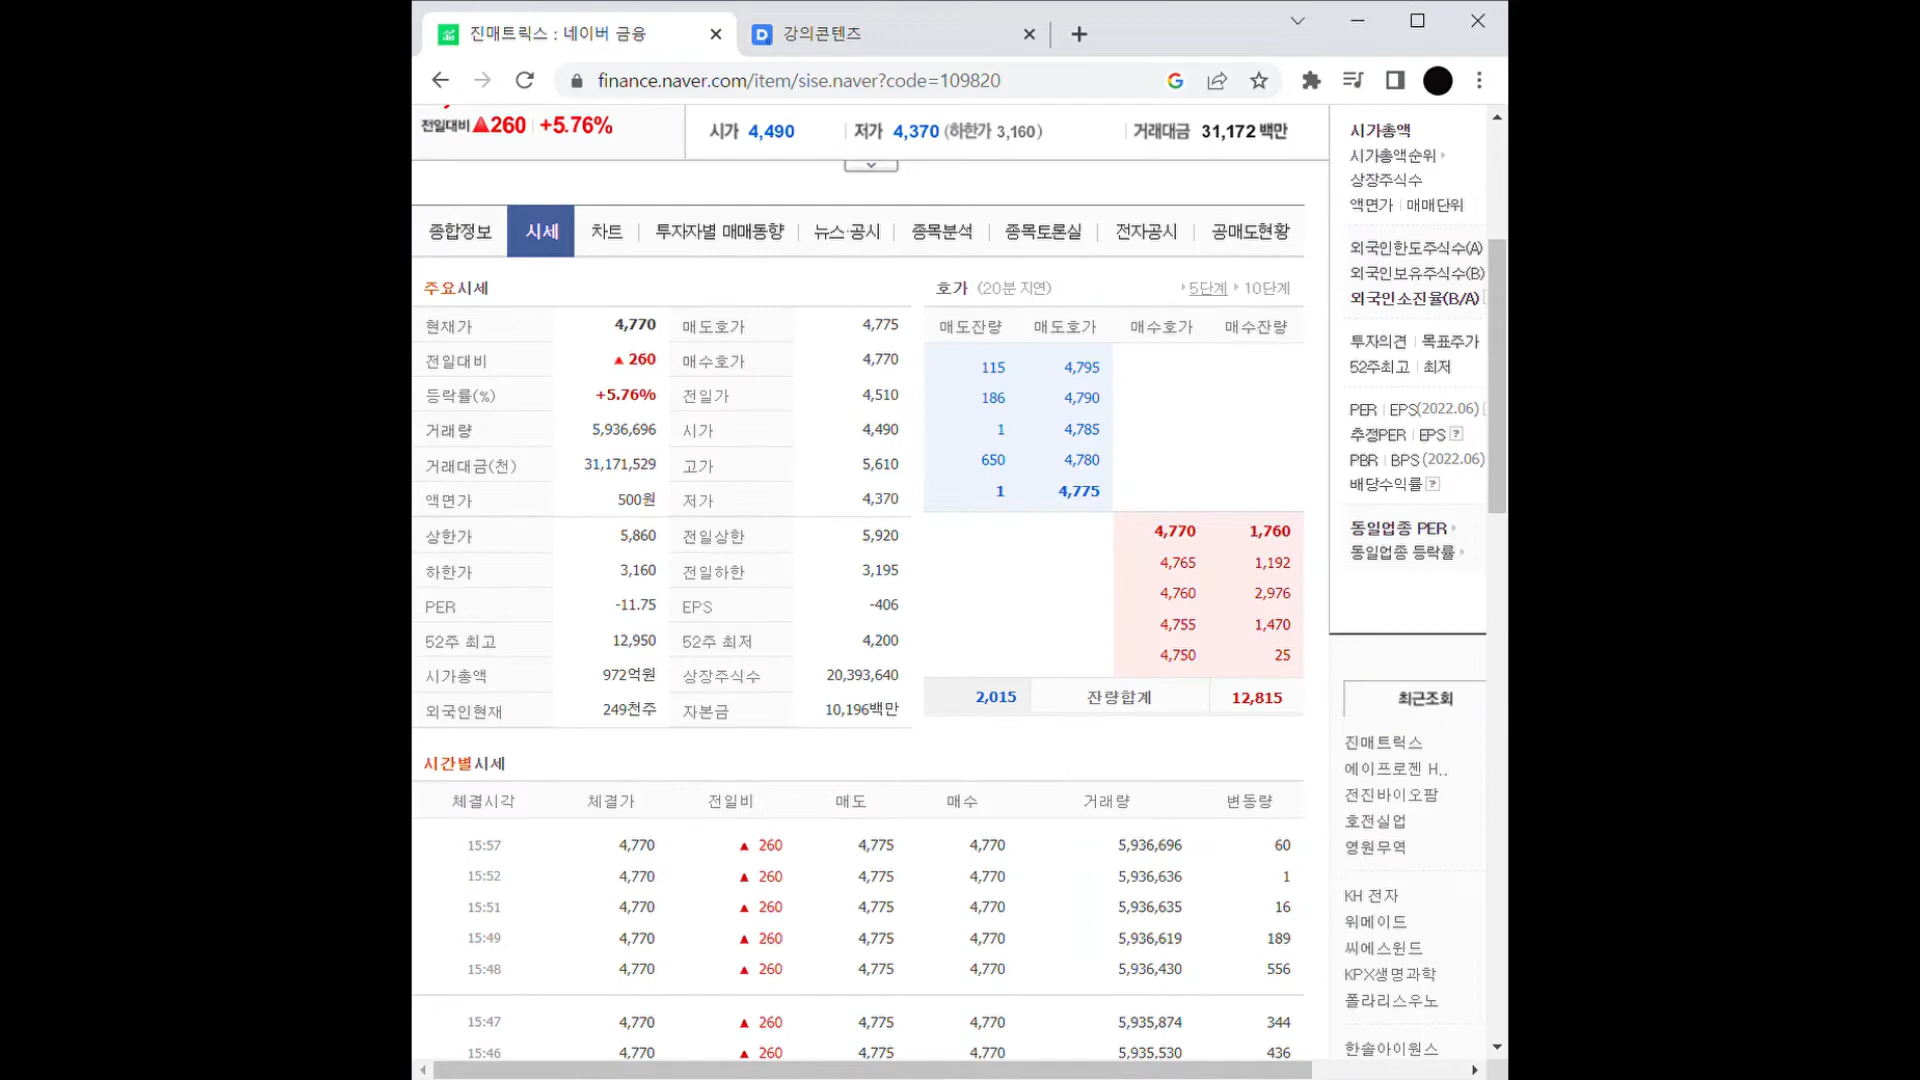 진매트릭스 : 네이버 금융
강의콘텐츠
finance.naver.com/item/sise.naver?code=109820
전일대비 ▲260 +5.76%
시가 4,490 저가 4,370 (하한가 3,160) 거래대금 31,172 백만
종합정보 시세 차트 투자자별 매매동향 뉴스·공시 종목분석 종목토론실 전자공시 공매도현황
주요시세
현재가 4,770 매도호가 4,775
전일대비 ▲ 260 매수호가 4,770
등락률(%) +5.76% 전일가 4,510
거래량 5,936,696 시가 4,490
거래대금(천) 31,171,529 고가 5,610
액면가 500원 저가 4,370
상한가 5,860 전일상한 5,920
하한가 3,160 전일하한 3,195
PER -11.75 EPS -406
52주 최고 12,950 52주 최저 4,200
시가총액 972억원 상장주식수 20,393,640
외국인현재 249천주 자본금 10,196백만
호가 (20분 지연) 5단계 10단계
매도잔량 매도호가 매수호가 매수잔량
115 4,795
186 4,790
1 4,785
650 4,780
1 4,775
4,770 1,760
4,765 1,192
4,760 2,976
4,755 1,470
4,750 25
2,015 잔량합계 12,815
시간별시세
체결시각 체결가 전일비 매도 매수 거래량 변동량
15:57 4,770 ▲ 260 4,775 4,770 5,936,696 60
15:52 4,770 ▲ 260 4,775 4,770 5,936,636 1
15:51 4,770 ▲ 260 4,775 4,770 5,936,635 16
15:49 4,770 ▲ 260 4,775 4,770 5,936,619 189
15:48 4,770 ▲ 260 4,775 4,770 5,936,430 556
15:47 4,770 ▲ 260 4,775 4,770 5,935,874 344
15:46 4,770 ▲ 260 4,775 4,770 5,935,530 436
시가총액
시가총액순위
상장주식수
액면가 매매단위
외국인한도주식수(A)
외국인보유주식수(B)
외국인소진율(B/A)
투자의견 목표주가
52주최고 최저
PER EPS(2022.06)
추정PER EPS ?
PBR BPS (2022.06)
배당수익률 ?
동일업종 PER
동일업종 등락률
최근조회
진매트릭스
에이프로젠 H..
전진바이오팜
호전실업
영원무역
KH 전자
위메이드
씨에스윈드
KPX생명과학
폴라리스우노
한솔아이원스